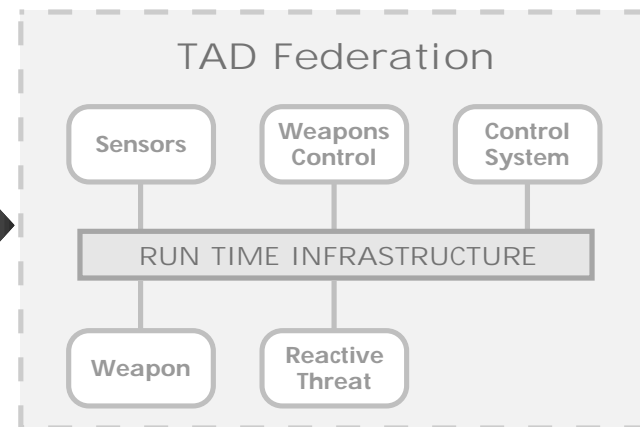 TAD Federation
Sensors
Weapons
Control
Control
System
RUN TIME INFRASTRUCTURE
Weapon
Reactive
Threat